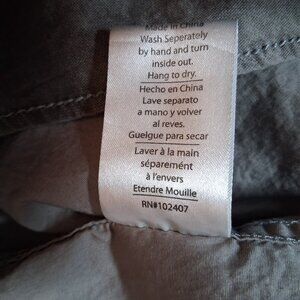 Made in China
Wash Seperately
by hand and turn
inside out.
Hang to dry.
Hecho en China
Lave separato
a mano y volver
al reves.
Guelgue para secar
Laver à la main
séparemént
à l'envers
Etendre Mouille
RN#102407